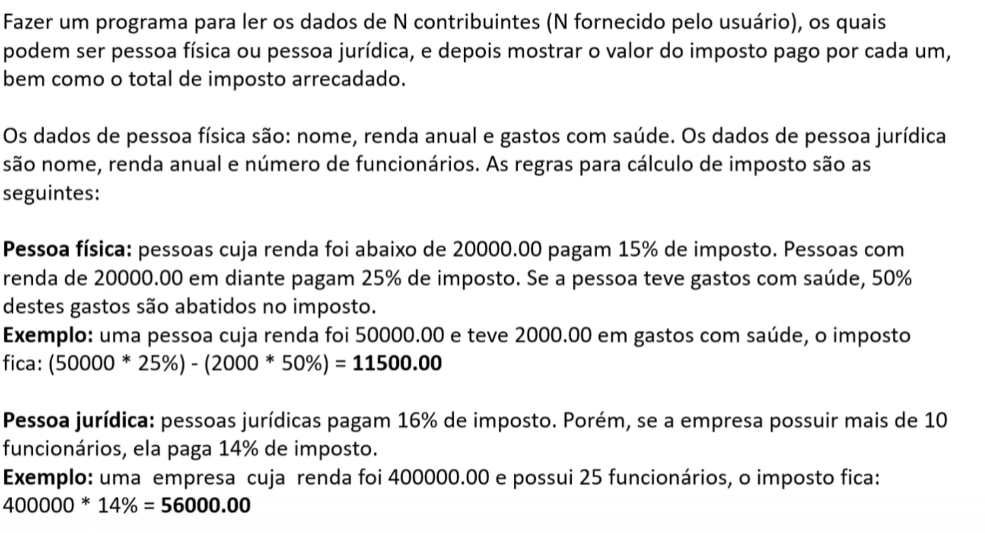 Fazer um programa para ler os dados de N contribuintes (N fornecido pelo usuário), os quais
podem ser pessoa física ou pessoa jurídica, e depois mostrar o valor do imposto pago por cada um,
bem como o total de imposto arrecadado.
Os dados de pessoa física são: nome, renda anual e gastos com saúde. Os dados de pessoa jurídica
são nome, renda anual e número de funcionários. As regras para cálculo de imposto são as
seguintes:
Pessoa física: pessoas cuja renda foi abaixo de 20000.00 pagam 15% de imposto. Pessoas com
renda de 20000.00 em diante pagam 25% de imposto. Se a pessoa teve gastos com saúde, 50%
destes gastos são abatidos no imposto.
Exemplo: uma pessoa cuja renda foi 50000.00 e teve 2000.00 em gastos com saúde, o imposto
fica: (50000 * 25%) - (2000 * 50%) = 11500.00
Pessoa jurídica: pessoas jurídicas pagam 16% de imposto. Porém, se a empresa possuir mais de 10
funcionários, ela paga 14% de imposto.
Exemplo: uma empresa cuja renda foi 400000.00 e possui 25 funcionários, o imposto fica:
400000 * 14% = 56000.00